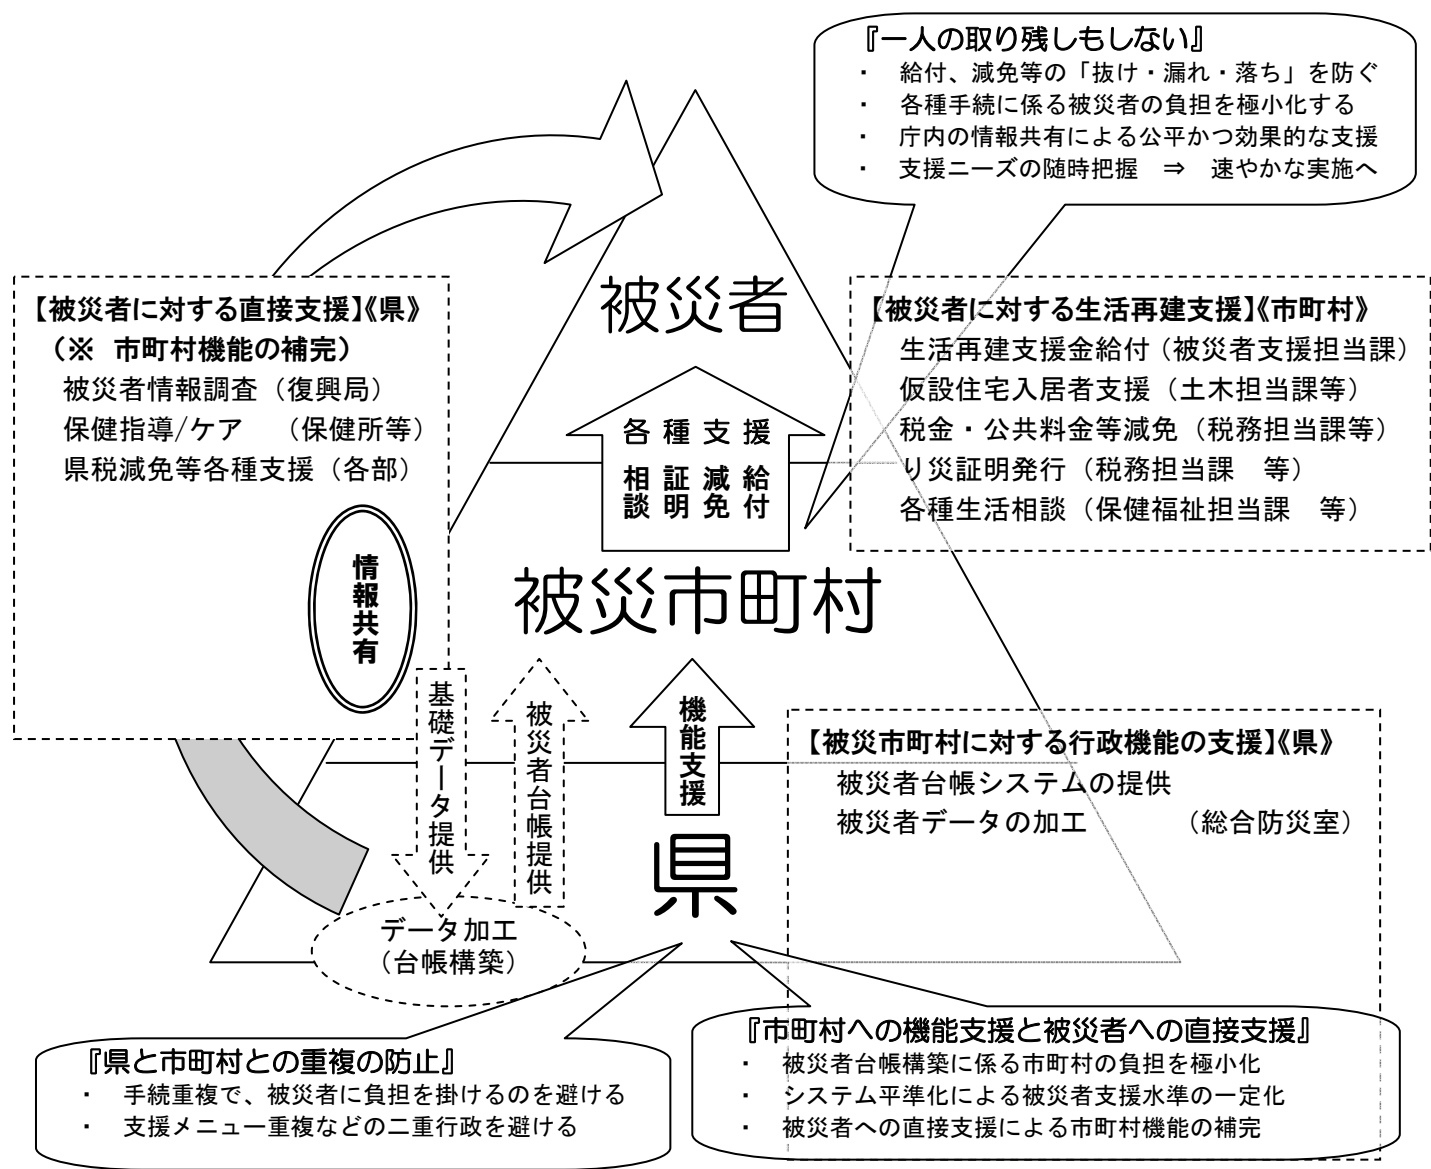 『一人の取り残しもしない』
・　給付、減免等の「抜け・漏れ・落ち」を防ぐ
・　各種手続に係る被災者の負担を極小化する
・　庁内の情報共有による公平かつ効果的な支援
・　支援ニーズの随時把握　⇒　速やかな実施へ
【被災者に対する直接支援】《県》
（※ 市町村機能の補完）
被災者情報調査（復興局）
保健指導/ケア　（保健所等）
県税減免等各種支援（各部）
情報共有
被災者
各種支援
相談
証明
減免
給付
【被災者に対する生活再建支援】《市町村》
生活再建支援金給付（被災者支援担当課）
仮設住宅入居者支援（土木担当課等）
税金・公共料金等減免（税務担当課等）
り災証明発行（税務担当課　等）
各種生活相談（保健福祉担当課　等）
被災市町村
基礎データ提供
被災者台帳提供
機能支援
【被災市町村に対する行政機能の支援】《県》
被災者台帳システムの提供
被災者データの加工　　　（総合防災室）
県
データ加工
（台帳構築）
『県と市町村との重複の防止』
・　手続重複で、被災者に負担を掛けるのを避ける
・　支援メニュー重複などの二重行政を避ける
『市町村への機能支援と被災者への直接支援』
・　被災者台帳構築に係る市町村の負担を極小化
・　システム平準化による被災者支援水準の一定化
・　被災者への直接支援による市町村機能の補完